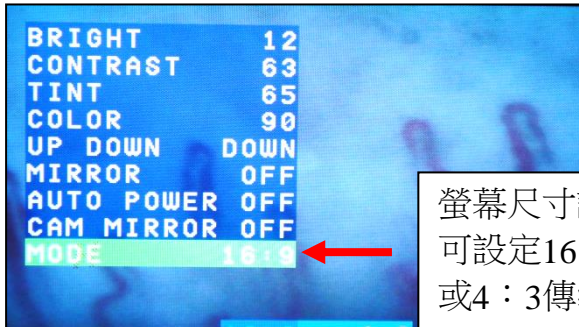 BRIGHT 12
CONTRAST 63
TINT 65
COLOR 90
UP DOWN DOWN
MIRROR OFF
AUTO POWER OFF
CAM MIRROR OFF
MODE 16:9
螢幕尺寸
可設定16
或4：3傳